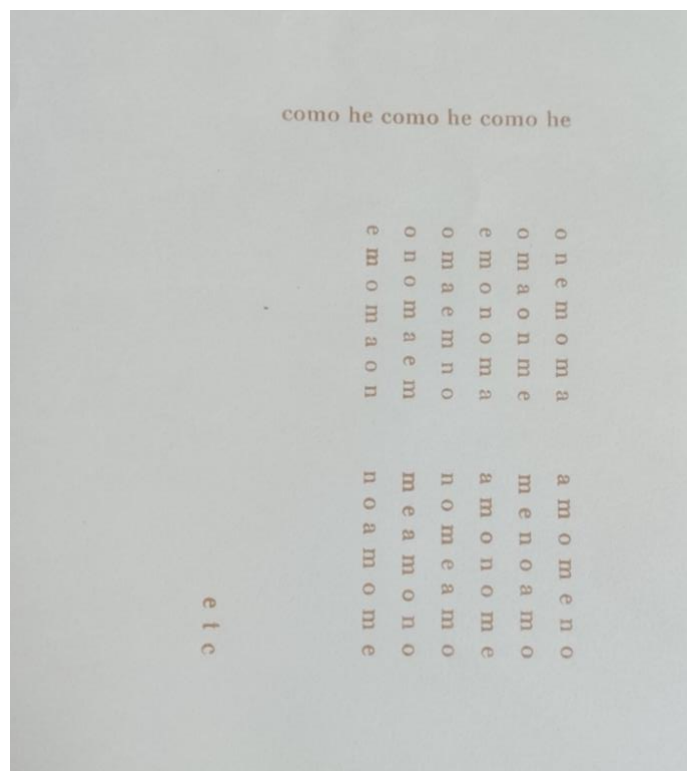 como he como he como he
o n e m o m a   a m o m e n o
o m a o n m e   m e n o a m o
e m o n o m a   a m o n o m e
o m a e m n o   n o m e a m o
o n o m a e m   m e a m o n o
e m o m a o n   n o a m o m e
e t c